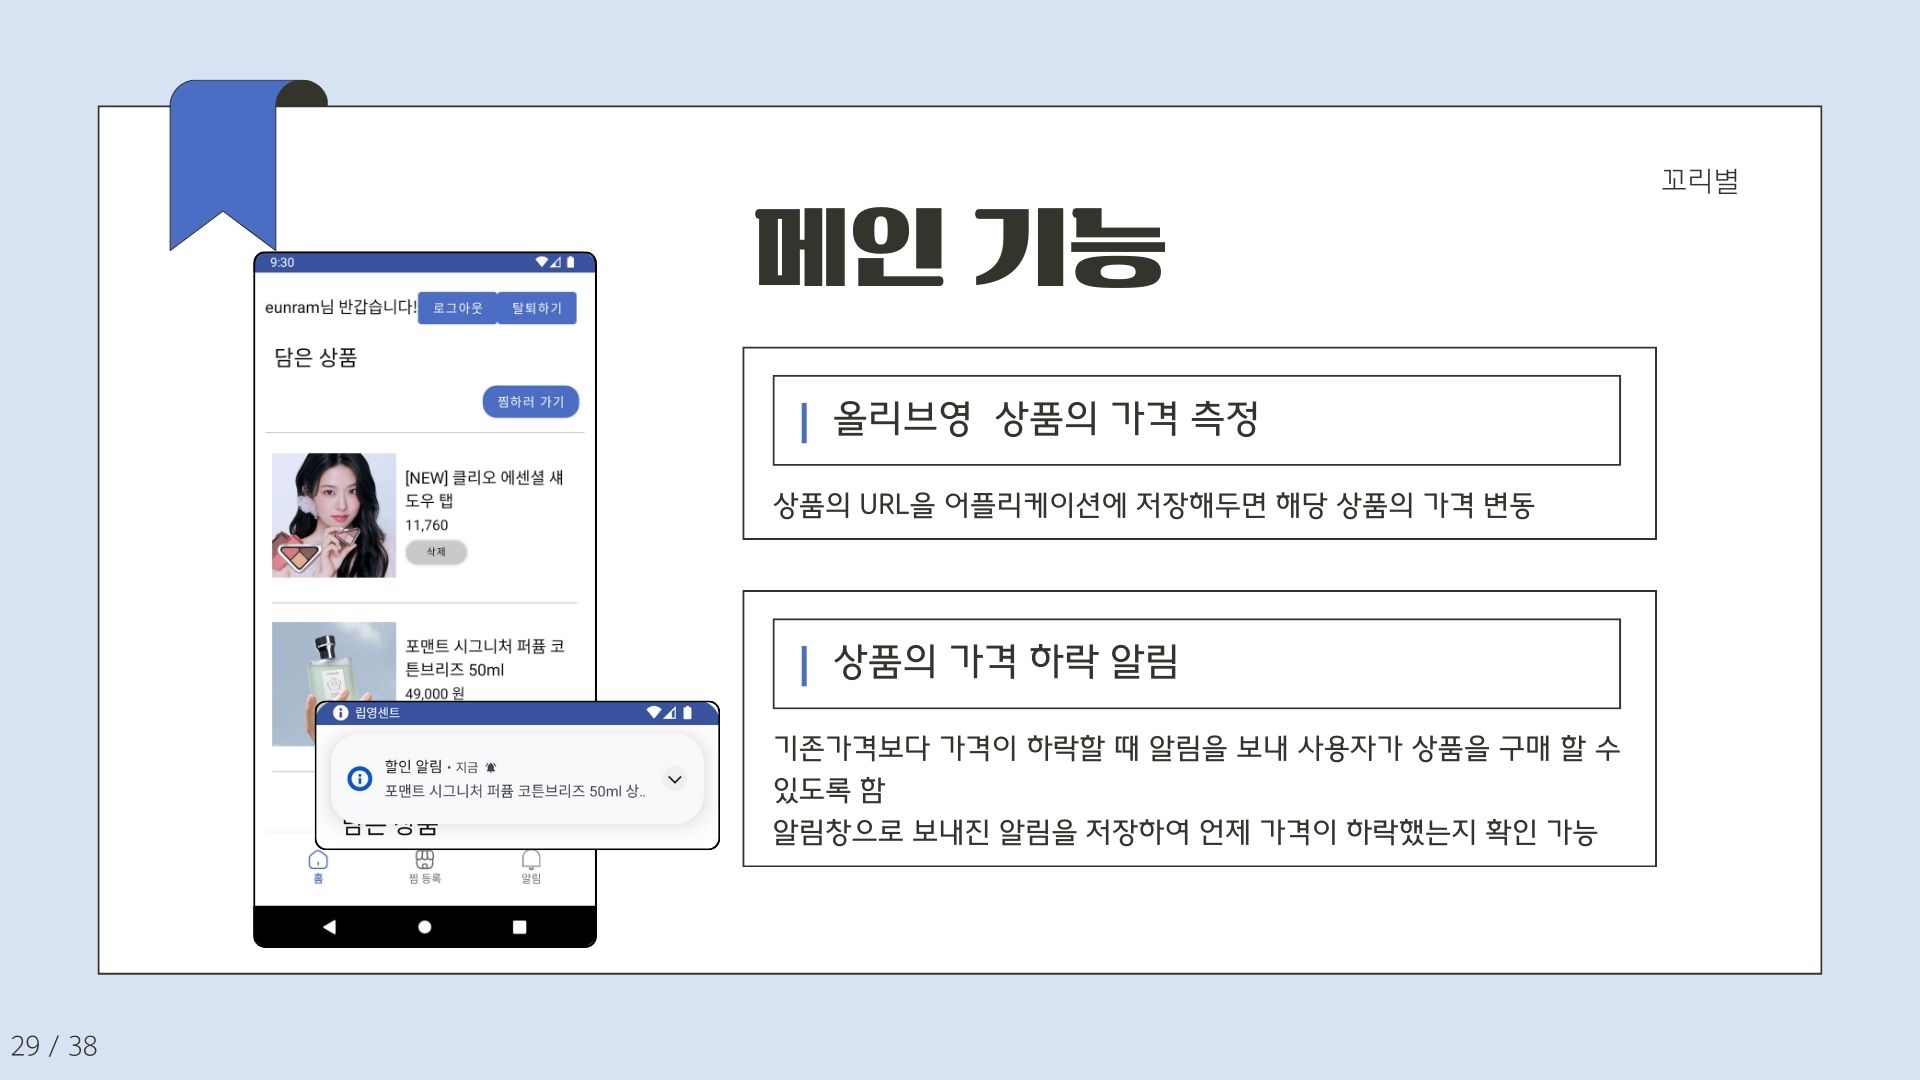 꼬리별
메인 기능
9:30
eunram님 반갑습니다!
로그아웃
탈퇴하기
담은 상품
찜하러 가기
[NEW] 클리오 에센셜 섀
도우 탭
11,760
삭제
포맨트 시그니처 퍼퓸 코
튼브리즈 50ml
49,000 원
립영센트
할인 알림 • 지금
포맨트 시그니처 퍼퓸 코튼브리즈 50ml 상..
담은 상품
홈
찜 등록
알림
올리브영 상품의 가격 측정
상품의 URL을 어플리케이션에 저장해두면 해당 상품의 가격 변동
상품의 가격 하락 알림
기존가격보다 가격이 하락할 때 알림을 보내 사용자가 상품을 구매 할 수
있도록 함
알림창으로 보내진 알림을 저장하여 언제 가격이 하락했는지 확인 가능
29 / 38